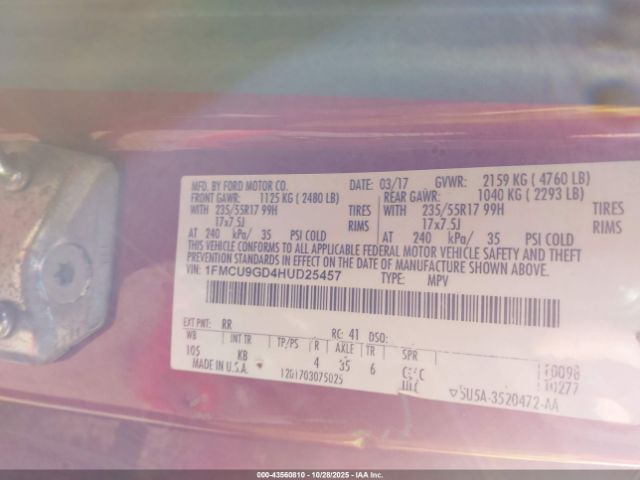 MFD. BY FORD MOTOR CO. DATE: 03/17 GVWR: 2159 KG ( 4760 LB)
FRONT GAWR: 1125 KG ( 2480 LB) REAR GAWR: 1040 KG ( 2293 LB)
WITH 235/55R17 99H TIRES WITH 235/55R17 99H TIRES
17x7.5J RIMS 17x7.5J RIMS
AT 240 kPa/ 35 PSI COLD AT 240 kPa/ 35 PSI COLD
THIS VEHICLE CONFORMS TO ALL APPLICABLE FEDERAL MOTOR VEHICLE SAFETY AND THEFT
PREVENTION STANDARDS IN EFFECT ON THE DATE OF MANUFACTURE SHOWN ABOVE.
VIN: 1FMCU9GD4HUD25457 TYPE: MPV
EXT PNT: RR RC: 41 DSO:
WB INT TR TP/PS R AXLE TR SPR
105 KB 4 35 6
MADE IN U.S.A. 1201703075025
5U5A-3520472-AA
000-43560810 - 10/28/2025 - IAAI, Inc.